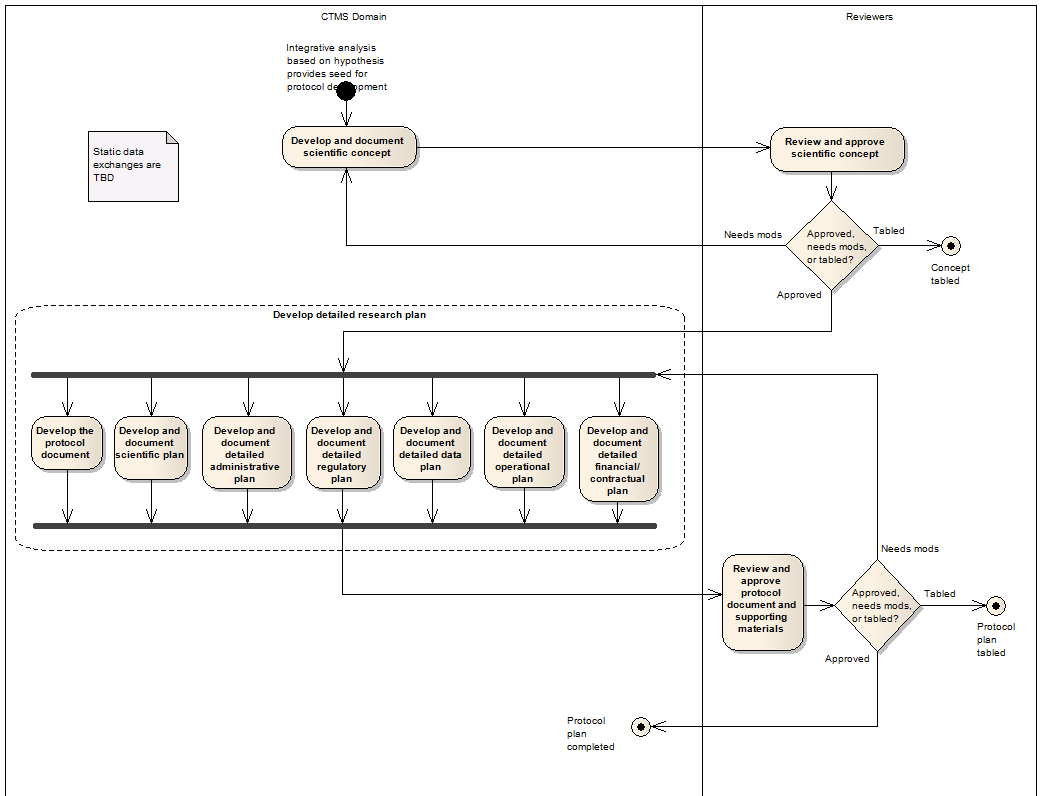 CTMS Domain
Reviewers
Integrative analysis
based on hypothesis
provides seed for
protocol de opment
Static data
exchanges are
TBD
Develop and document
scientific concept
Review and approve
scientific concept
Needs mods
Approved,
needs mods,
or tabled?
Tabled
Concept
tabled
Approved
Develop detailed research plan
Develop the
protocol
document
Develop and
document
scientific plan
Develop and
document
detailed
administrative
plan
Develop and
document
detailed
regulatory
plan
Develop and
document
detailed data
plan
Develop and
document
detailed
operational
plan
Develop and
document
detailed
financial/
contractual
plan
Review and
approve
protocol
document and
supporting
materials
Needs mods
Approved,
needs mods,
or tabled?
Tabled
Protocol
plan
tabled
Approved
Protocol
plan
completed